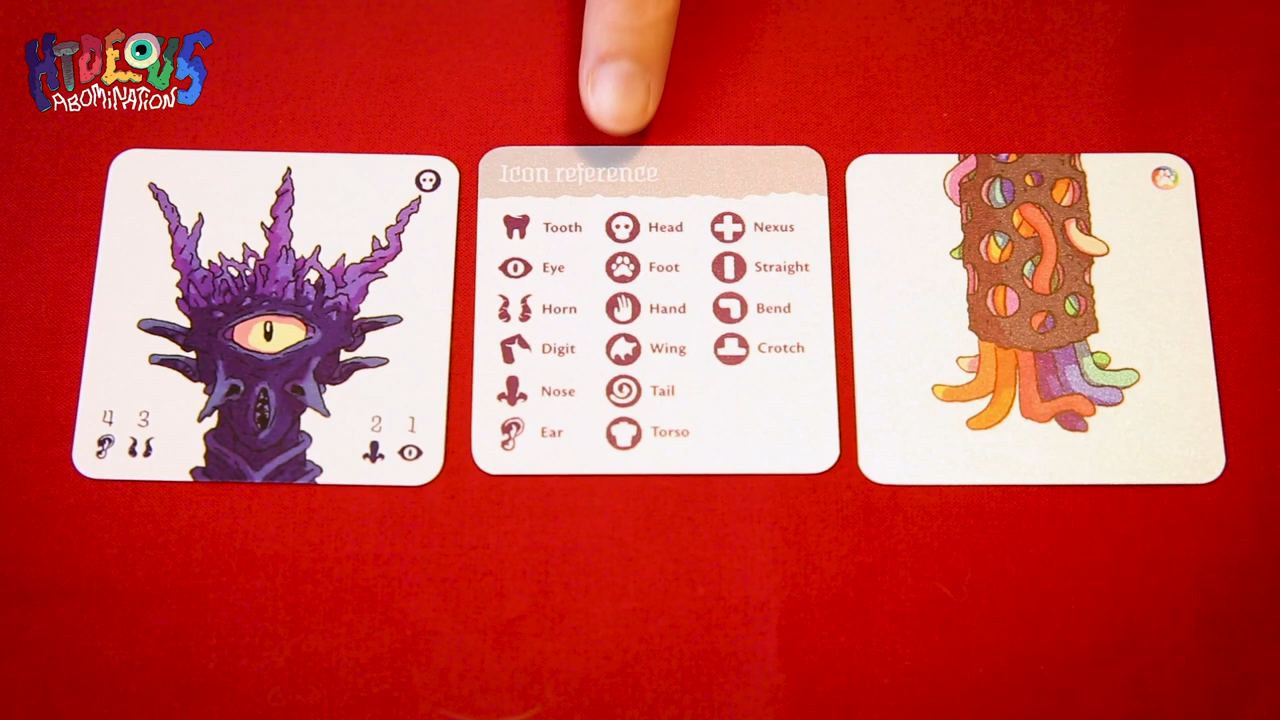 HIDEOUS
ABOMINATION
Icon reference
Tooth Head Nexus
Eye Foot Straight
Horn Hand Bend
Digit Wing Crotch
Nose Tail
Ear Torso
4 3
2 1